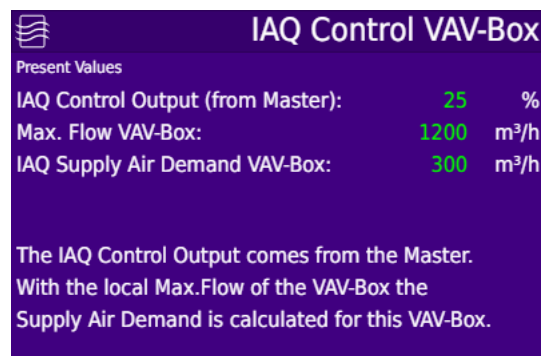 IAQ Control VAV-Box
Present Values
IAQ Control Output (from Master): 25 %
Max. Flow VAV-Box: 1200 m³/h
IAQ Supply Air Demand VAV-Box: 300 m³/h
The IAQ Control Output comes from the Master.
With the local Max.Flow of the VAV-Box the
Supply Air Demand is calculated for this VAV-Box.